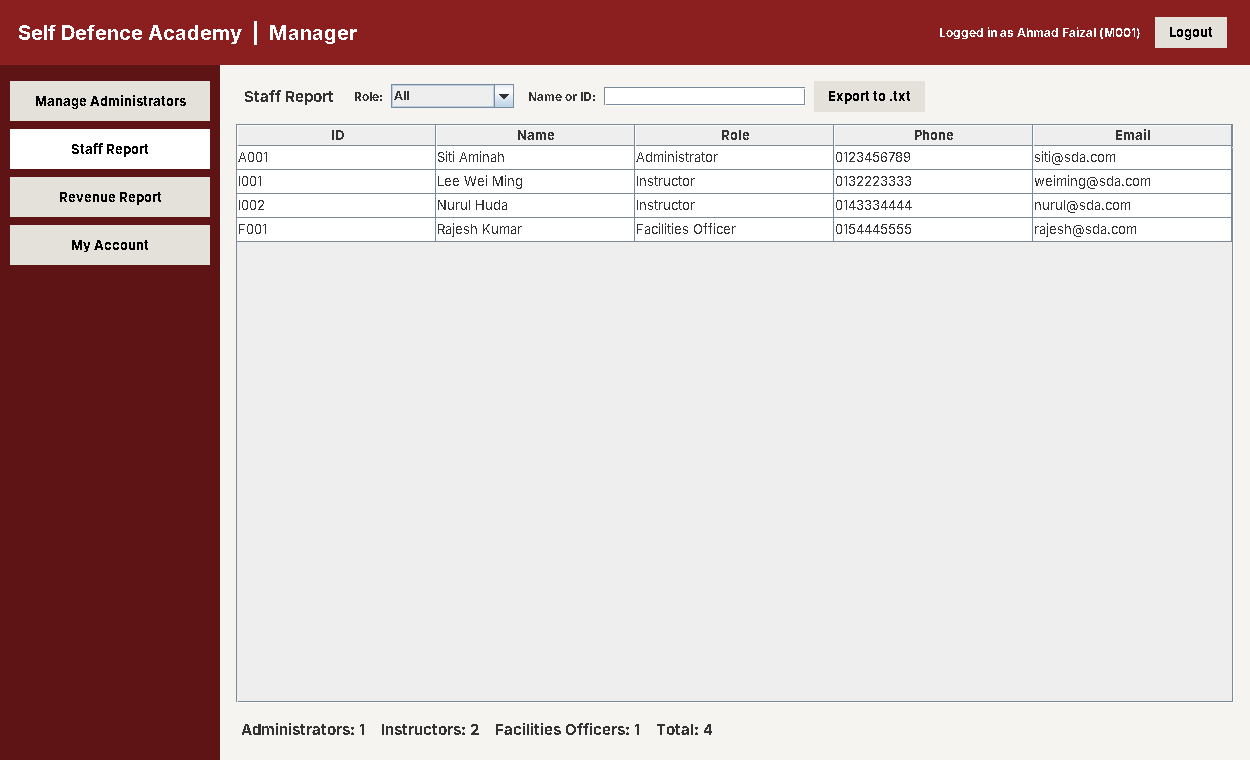 Self Defence Academy | Manager
Logged in as Ahmad Faizal (M001) Logout
Manage Administrators
Staff Report
Revenue Report
My Account
Staff Report Role: All Name or ID: Export to .txt
ID Name Role Phone Email
A001 Siti Aminah Administrator 0123456789 siti@sda.com
I001 Lee Wei Ming Instructor 0132223333 weiming@sda.com
I002 Nurul Huda Instructor 0143334444 nurul@sda.com
F001 Rajesh Kumar Facilities Officer 0154445555 rajesh@sda.com
Administrators: 1 Instructors: 2 Facilities Officers: 1 Total: 4